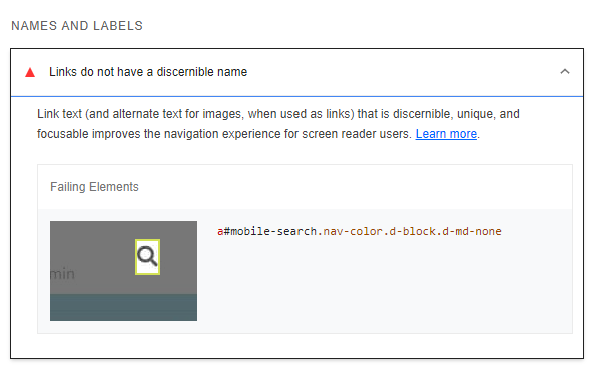 NAMES AND LABELS
Links do not have a discernible name
Link text (and alternate text for images, when used as links) that is discernible, unique, and
focusable improves the navigation experience for screen reader users. Learn more.
Failing Elements
a#mobile-search.nav-color.d-block.d-md-none
min